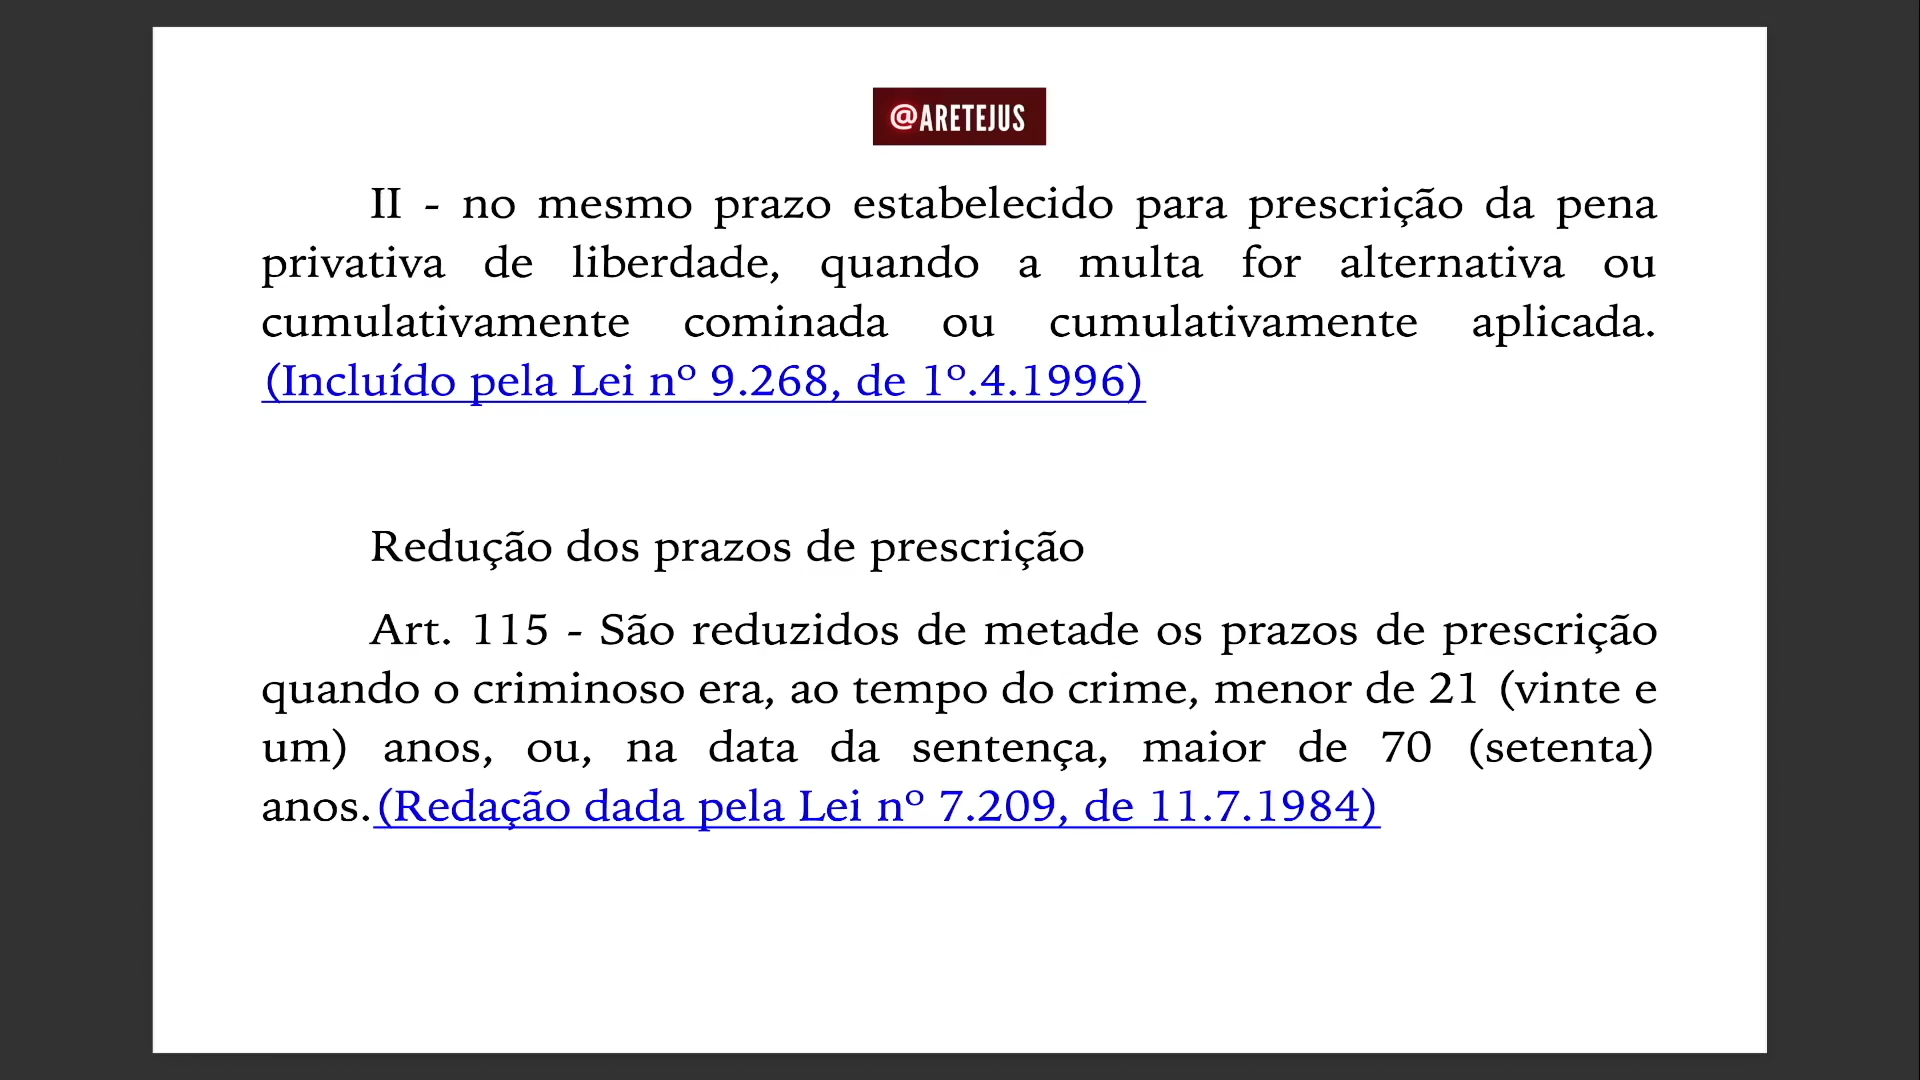 @ARETEJUS
II - no mesmo prazo estabelecido para prescrição da pena
privativa de liberdade, quando a multa for alternativa ou
cumulativamente cominada ou cumulativamente aplicada.
(Incluído pela Lei nº 9.268, de 1º.4.1996)
Redução dos prazos de prescrição
Art. 115 - São reduzidos de metade os prazos de prescrição
quando o criminoso era, ao tempo do crime, menor de 21 (vinte e
um) anos, ou, na data da sentença, maior de 70 (setenta)
anos.(Redação dada pela Lei nº 7.209, de 11.7.1984)